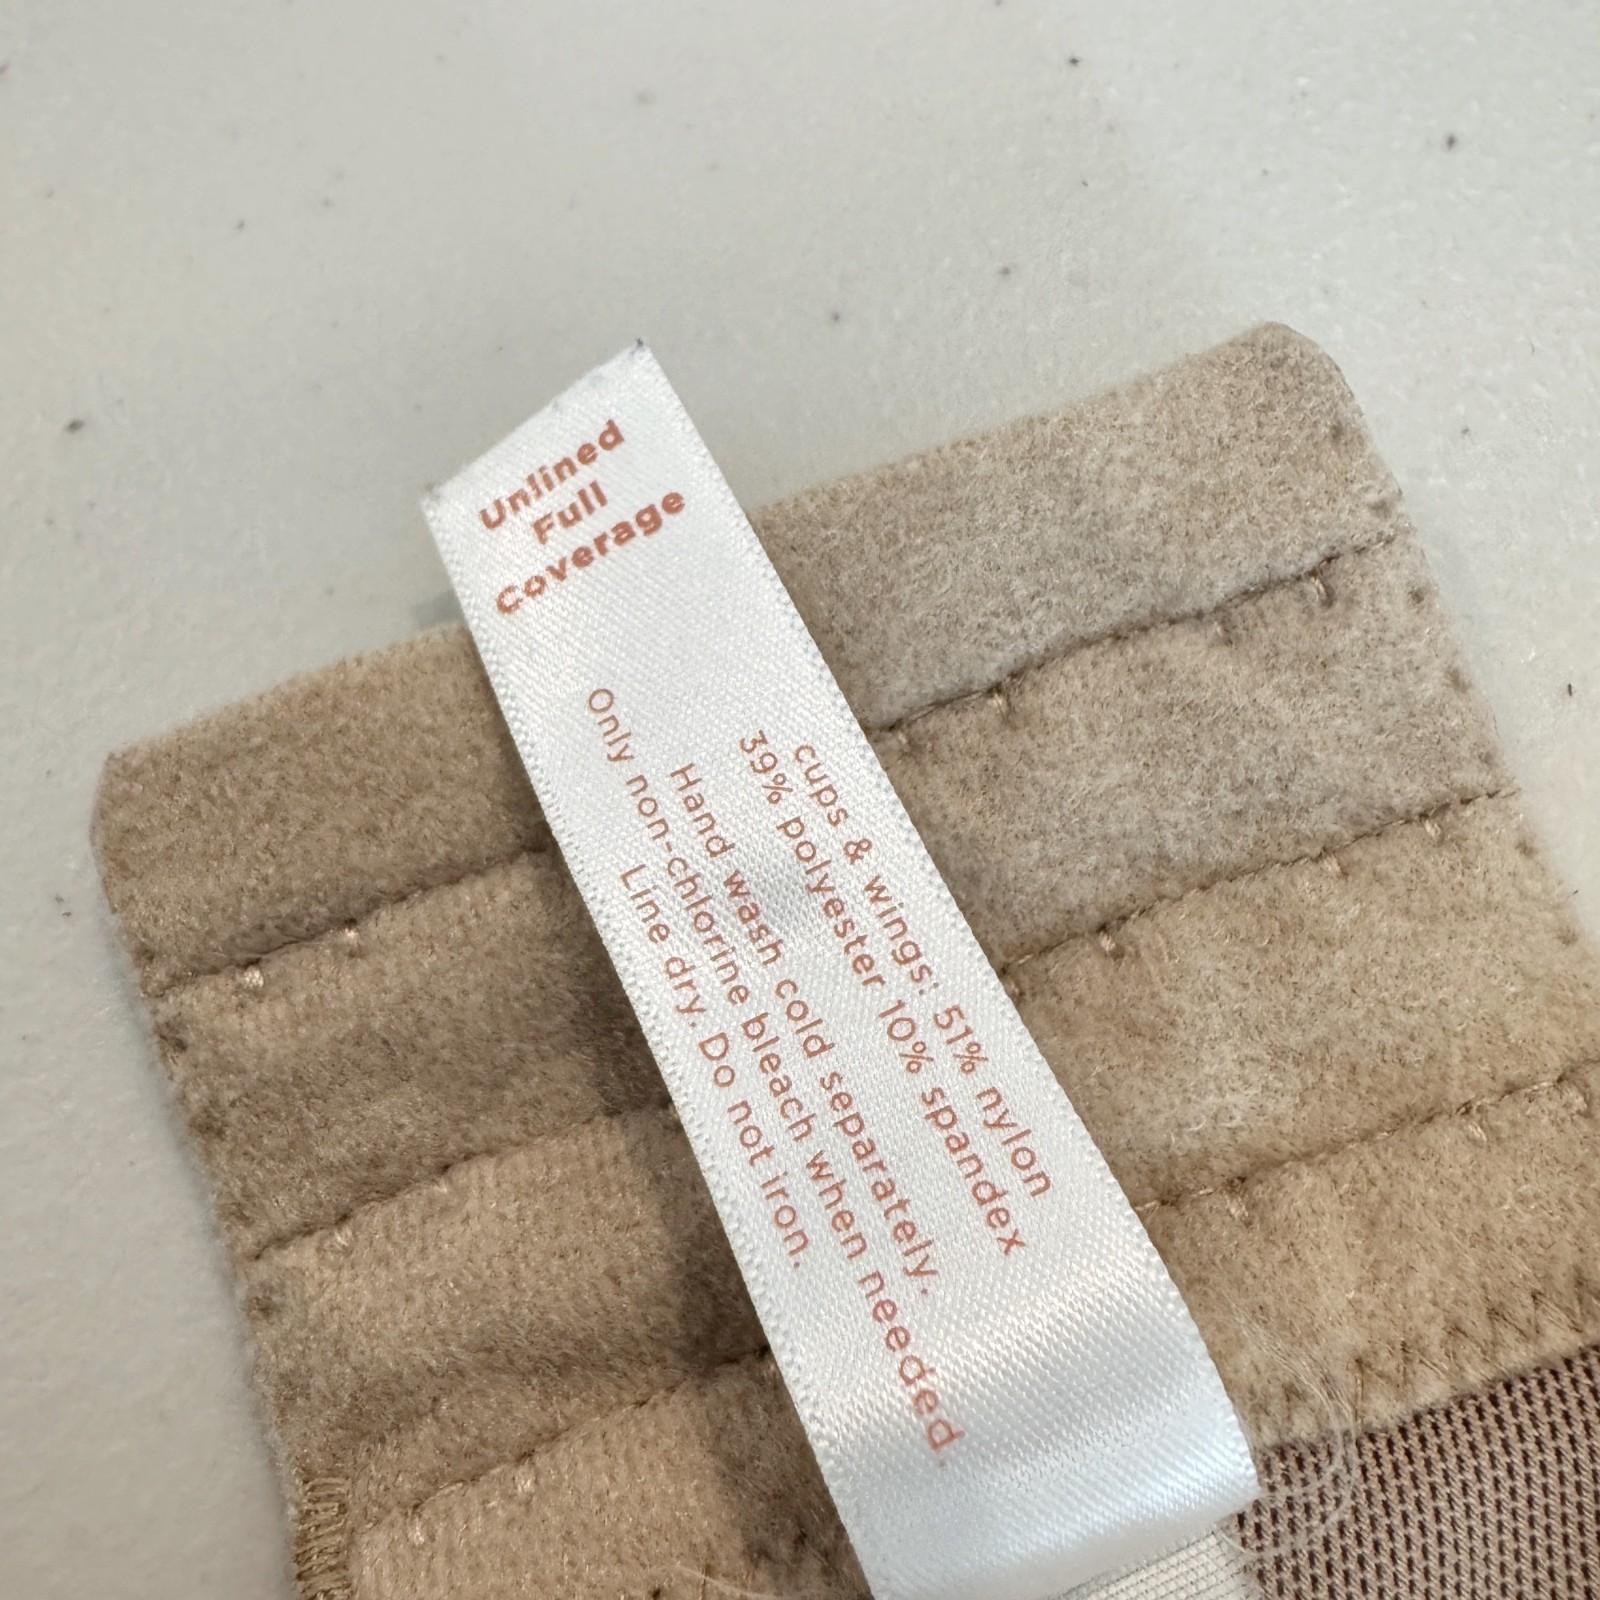 Unlined
Full
Coverage
cups & wings: 51% nylon
39% polyester 10% spandex
Hand wash cold separately.
Only non-chlorine bleach when needed.
Line dry. Do not iron.